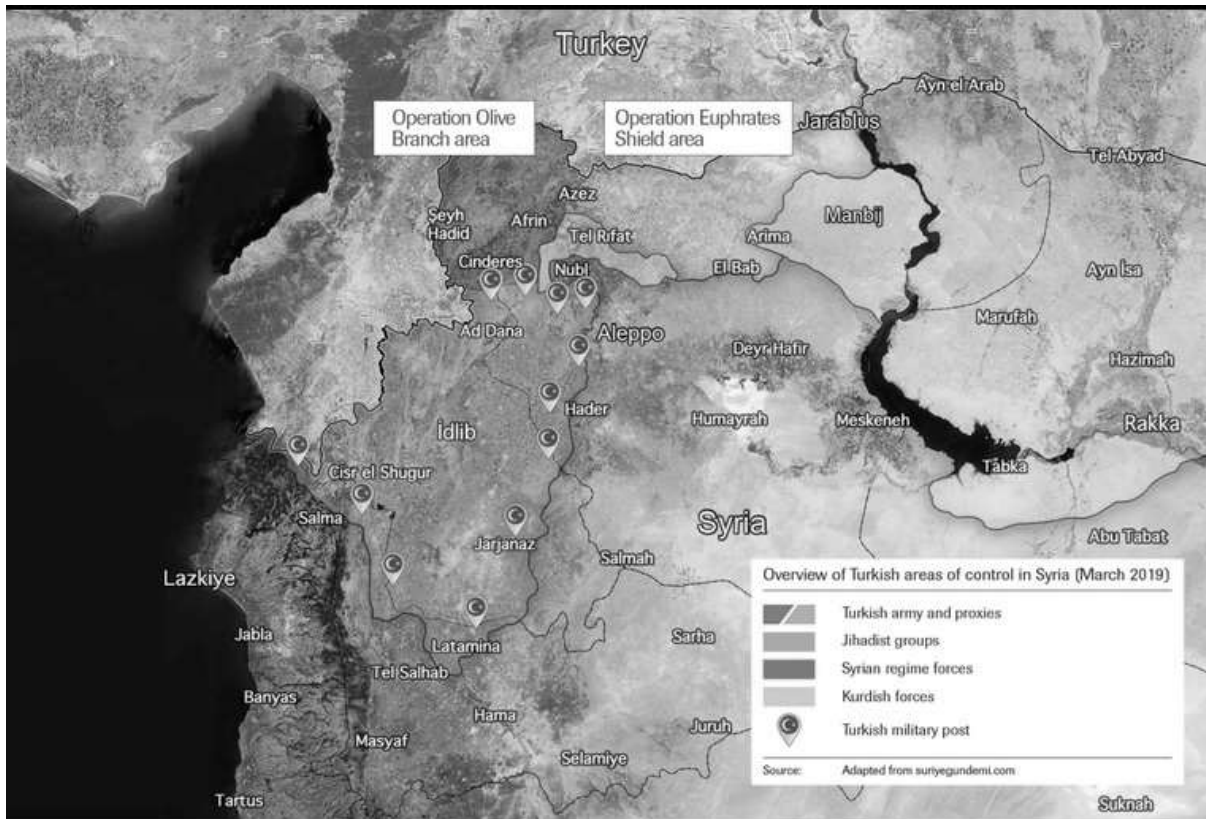 Turkey
Operation Olive
Branch area
Operation Euphrates
Shield area
Ayn el Arab
Jarablus
Tel Abyad
Azez
Şeyh
Hadid
Afrin
Manbij
Tel Rifat
Arima
Cinderes
Nubl
El Bab
Ayn İsa
Ad Dana
Aleppo
Marufah
Deyr Hafir
Hazimah
Hader
Humayrah
Meskeneh
Rakka
İdlib
Cisr el Shugur
Tabka
Salma
Syria
Jarjanaz
Abu Tabat
Salmah
Lazkiye
Jabla
Latamina
Sarha
Tel Salhab
Banyas
Hama
Masyaf
Juruh
Selamiye
Tartus
Suknah
Overview of Turkish areas of control in Syria (March 2019)
Turkish army and proxies
Jihadist groups
Syrian regime forces
Kurdish forces
Turkish military post
Source: Adapted from suriyegundemi.com